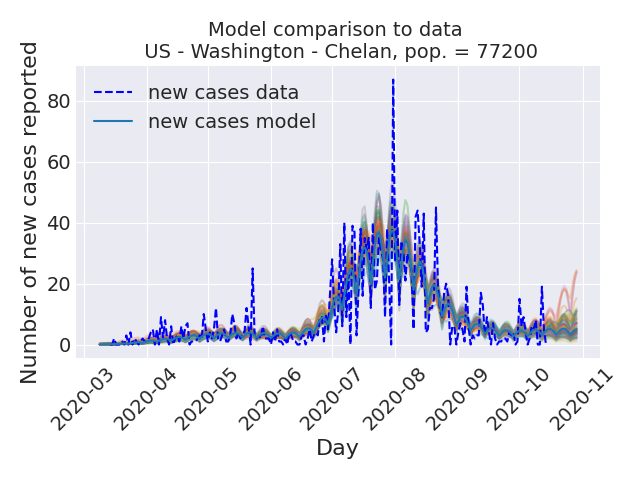 Model comparison to data
US - Washington - Chelan, pop. = 77200
Number of new cases reported
new cases data
new cases model
80
60
40
20
0
2020-03
2020-04
2020-05
2020-06
2020-07
2020-08
2020-09
2020-10
2020-11
Day